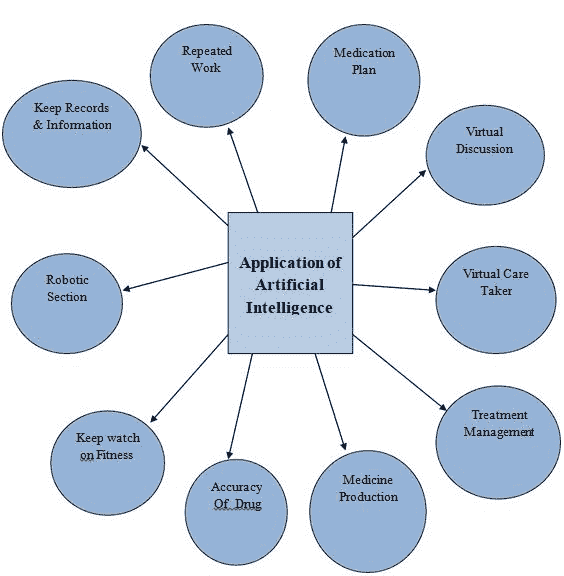 Repeated
Work
Medication
Plan
Keep Records
& Information
Virtual
Discussion
Application of
Artificial
Intelligence
Robotic
Section
Virtual Care
Taker
Keep watch
on Fitness
Treatment
Management
Accuracy
Of Drug
Medicine
Production